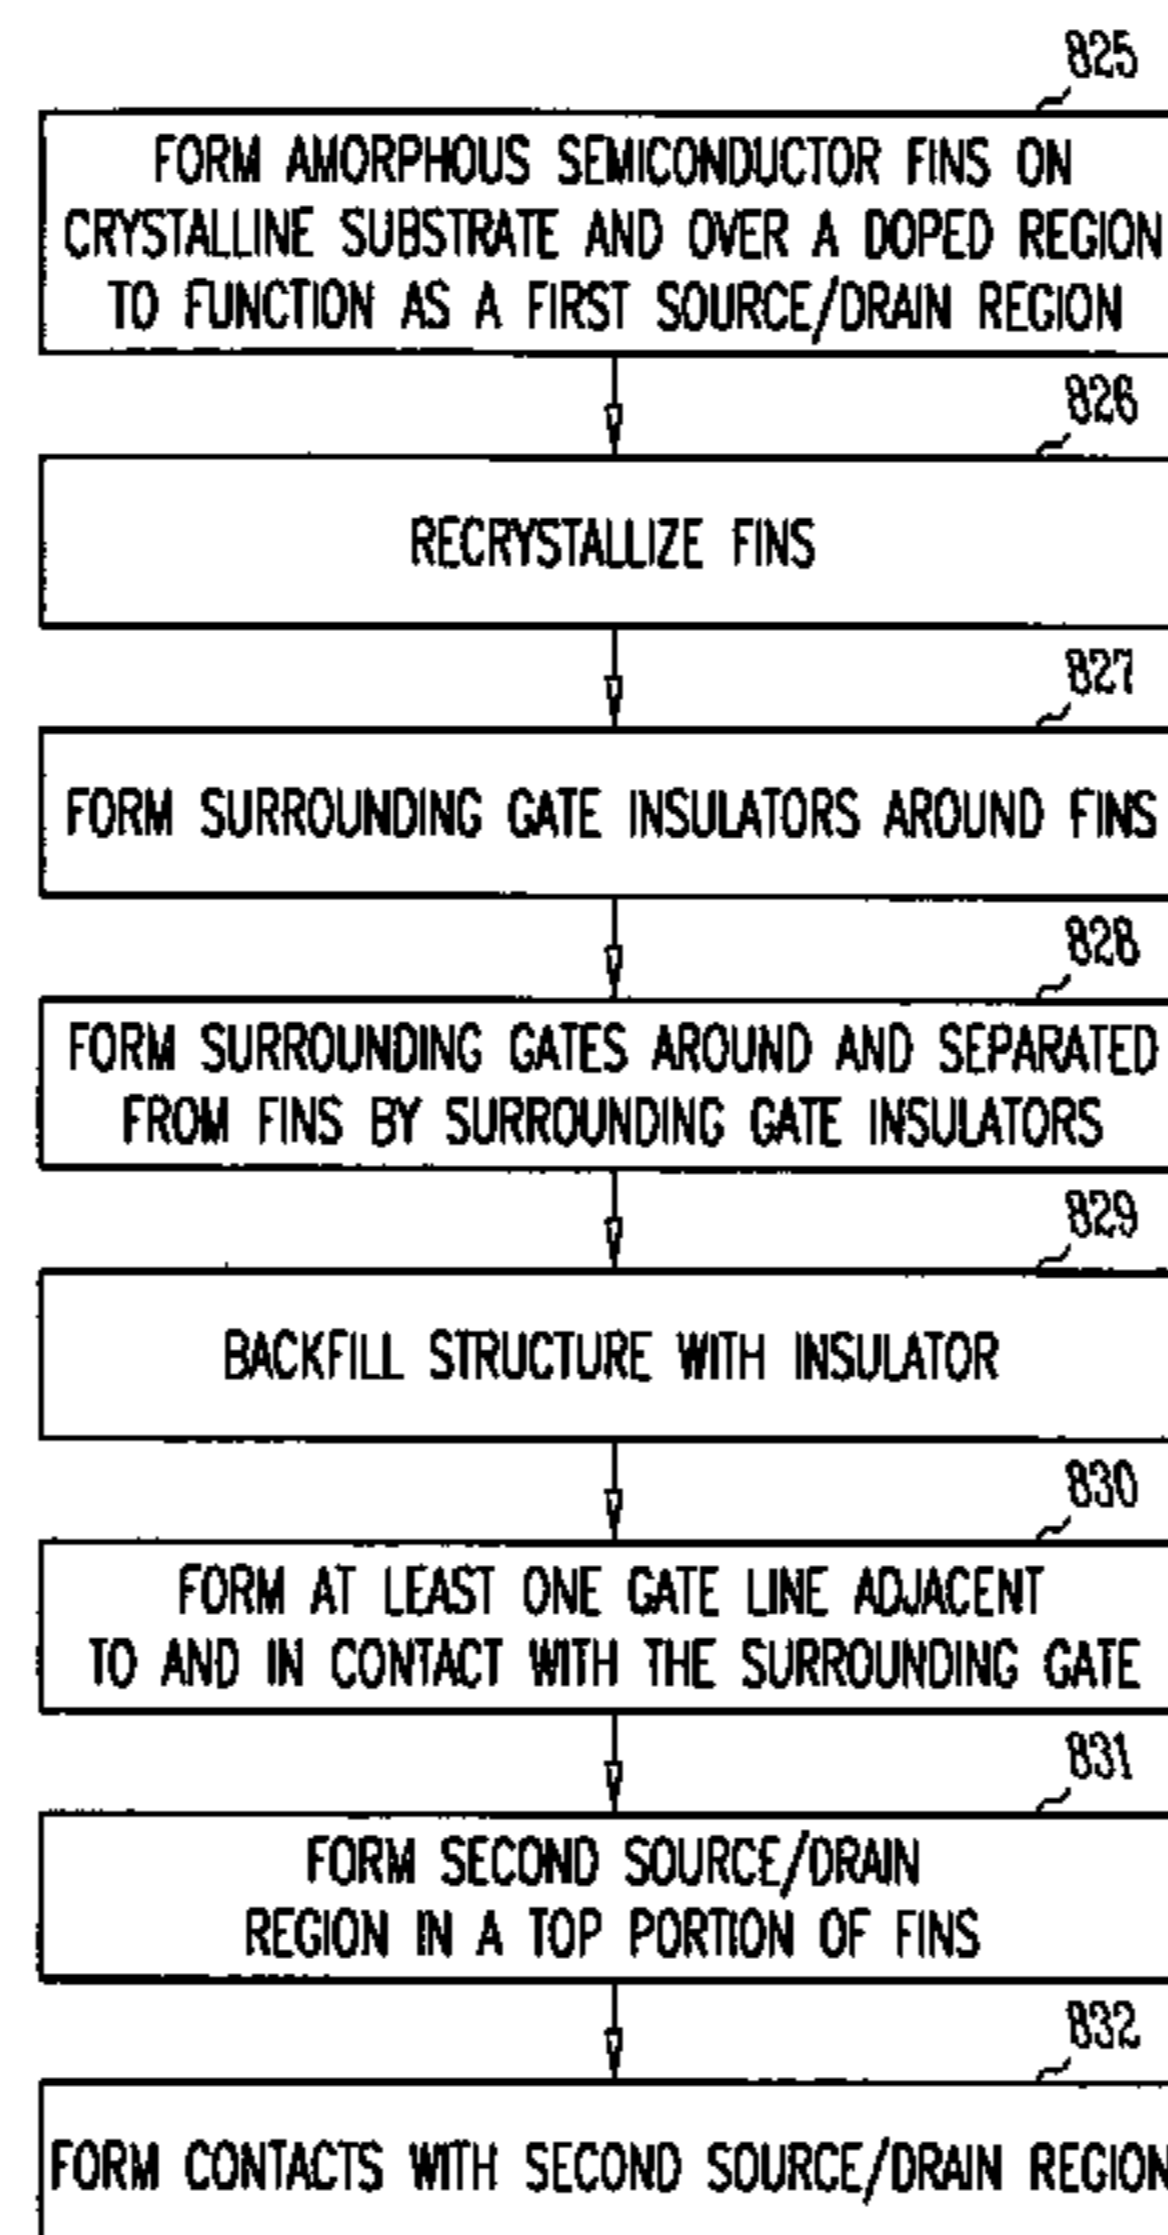 825
FORM AMORPHOUS SEMICONDUCTOR FINS ON
CRYSTALLINE SUBSTRATE AND OVER A DOPED REGION
TO FUNCTION AS A FIRST SOURCE/DRAIN REGION
826
RECRYSTALLIZE FINS
827
FORM SURROUNDING GATE INSULATORS AROUND FINS
828
FORM SURROUNDING GATES AROUND AND SEPARATED
FROM FINS BY SURROUNDING GATE INSULATORS
829
BACKFILL STRUCTURE WITH INSULATOR
830
FORM AT LEAST ONE GATE LINE ADJACENT
TO AND IN CONTACT WITH THE SURROUNDING GATE
831
FORM SECOND SOURCE/DRAIN
REGION IN A TOP PORTION OF FINS
832
FORM CONTACTS WITH SECOND SOURCE/DRAIN REGION